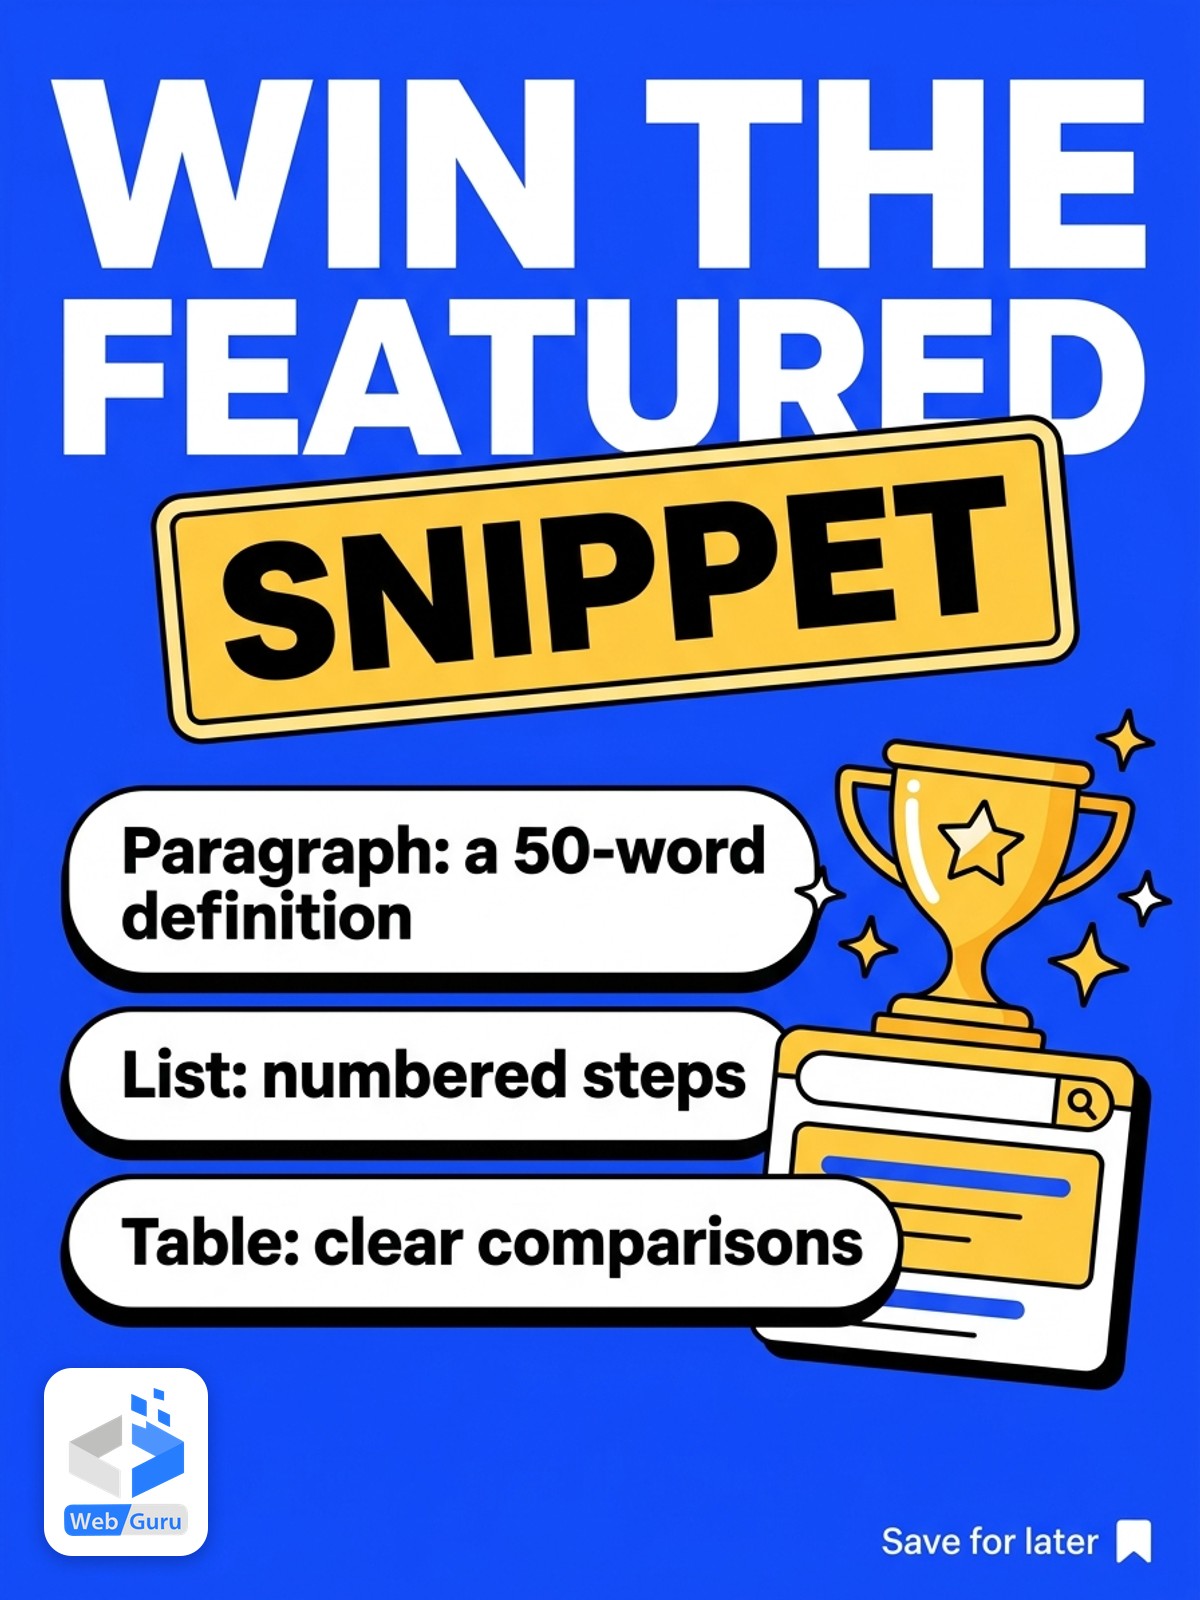 WIN THE
FEATURED
SNIPPET
Paragraph: a 50-word
definition
List: numbered steps
Table: clear comparisons
Web/Guru
Save for later